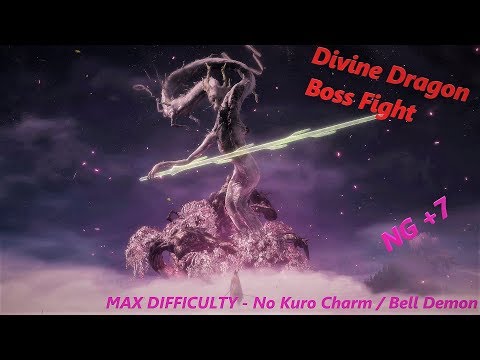 Divine Dragon
Boss Fight
NG +7
MAX DIFFICULTY - No Kuro Charm / Bell Demon